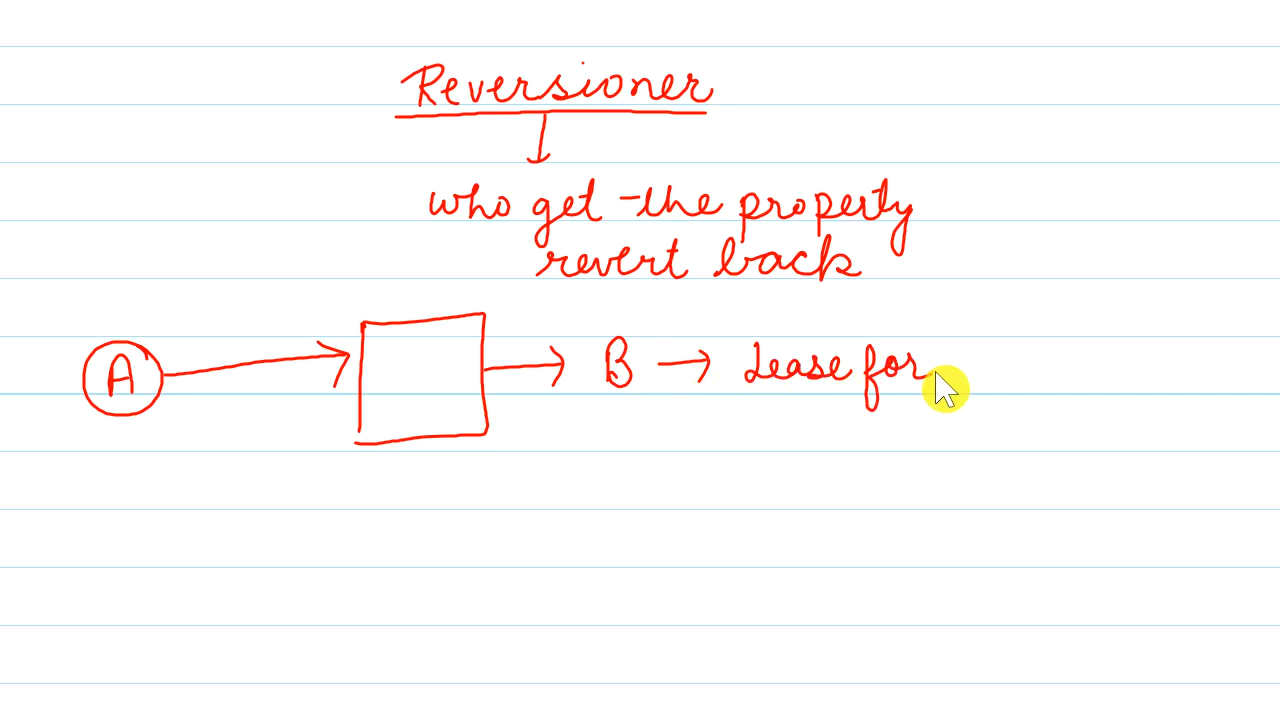 Reversioner
who get the property
revert back
A B Lease for